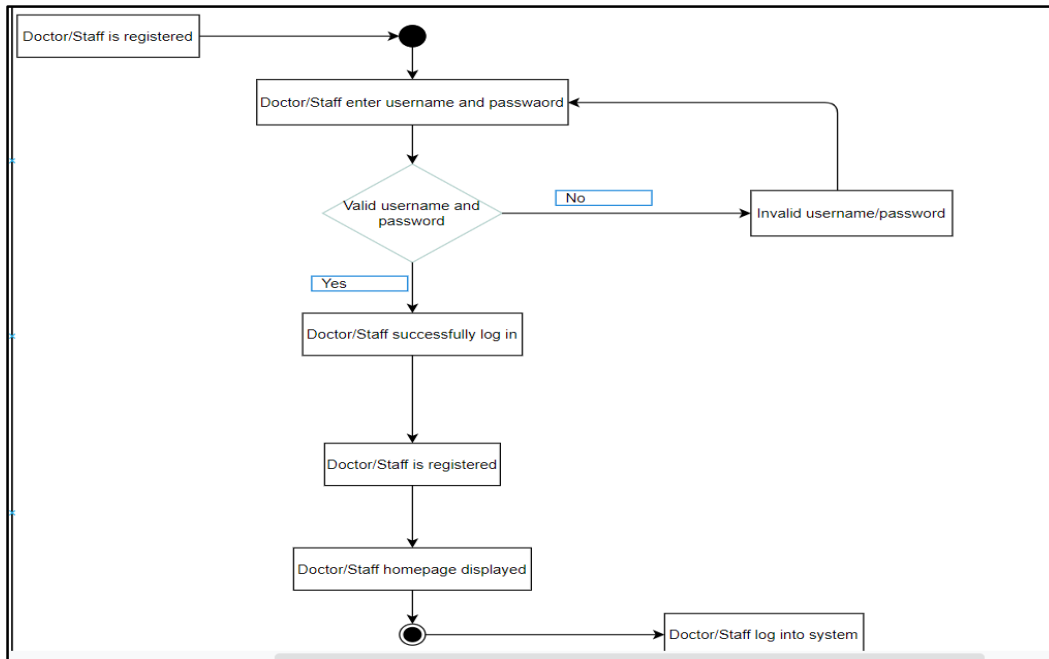 Doctor/Staff is registered
Doctor/Staff enter username and passwaord
Valid username and
password
No
Invalid username/password
Yes
Doctor/Staff successfully log in
Doctor/Staff is registered
Doctor/Staff homepage displayed
Doctor/Staff log into system